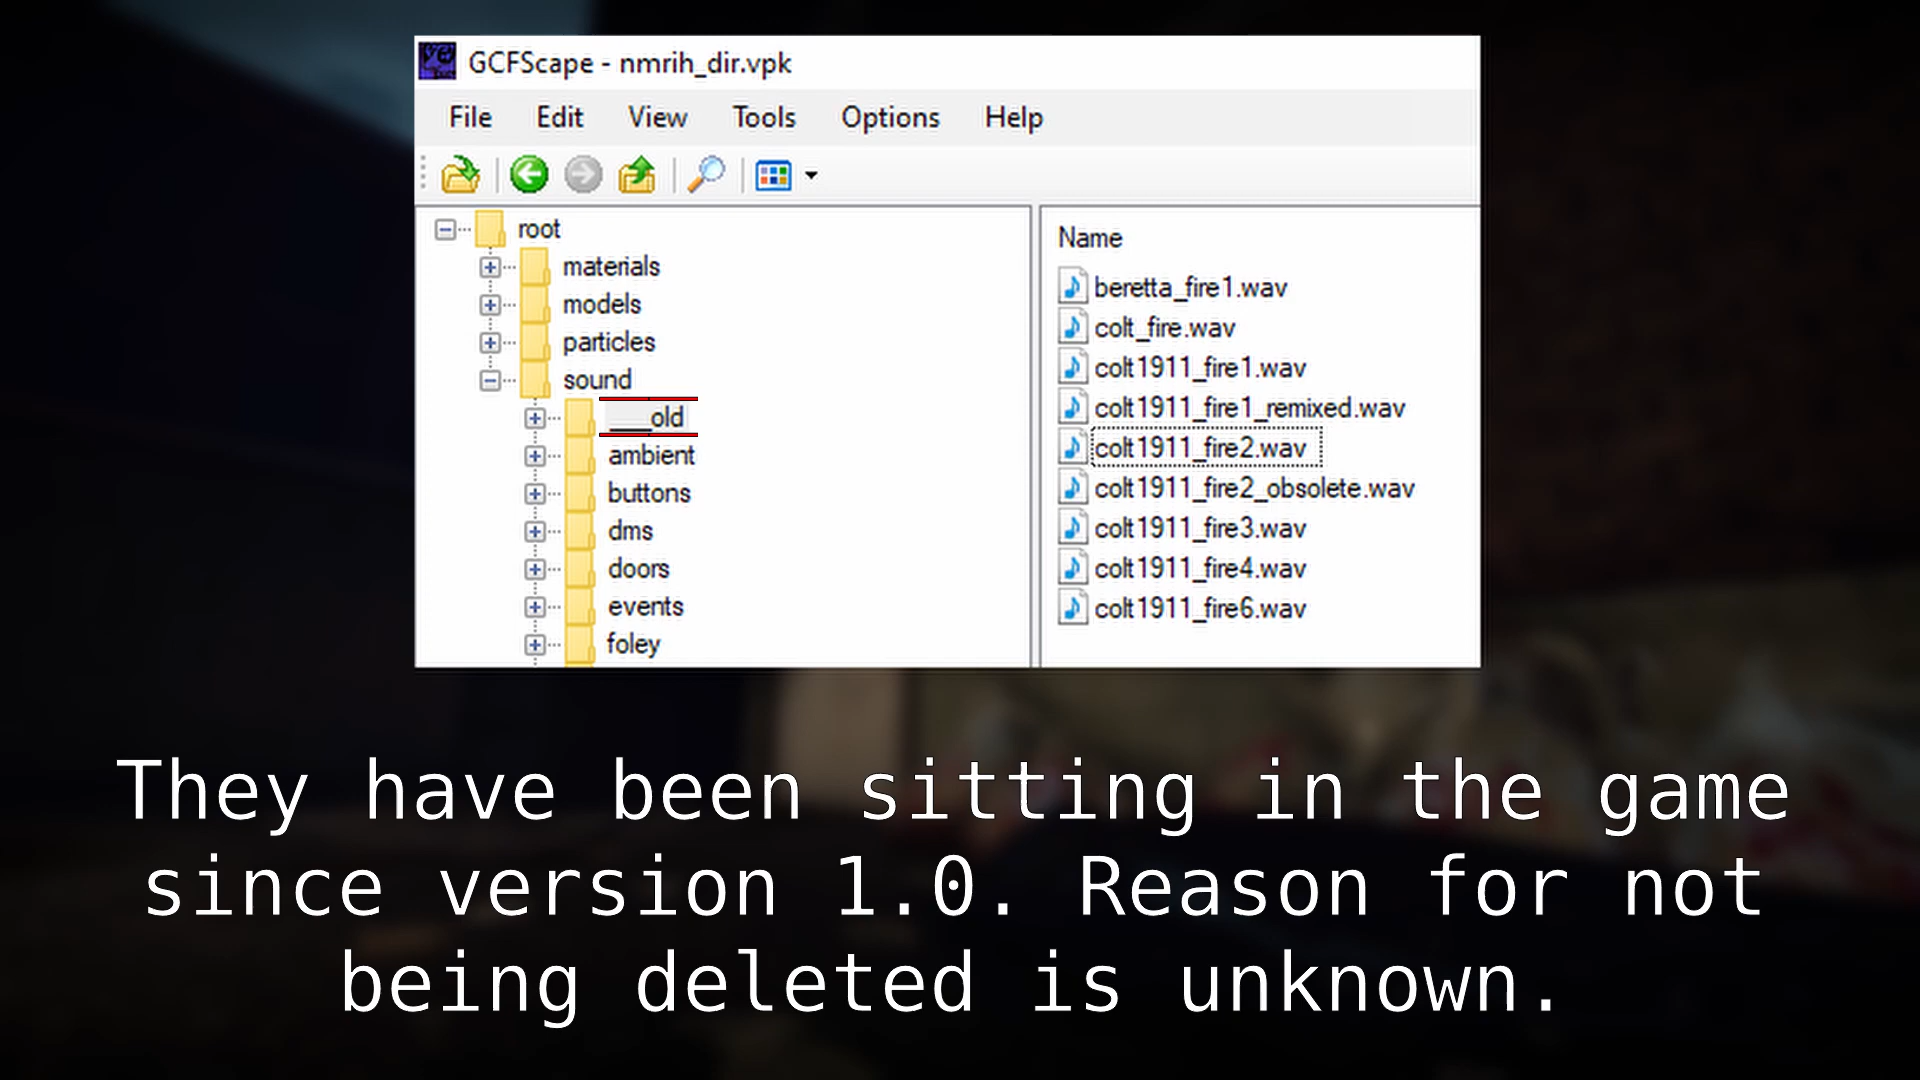 GCFScape - nmrih_dir.vpk
File Edit View Tools Options Help
root
materials
models
particles
sound
___old
ambient
buttons
dms
doors
events
foley
Name
beretta_fire1.wav
colt_fire.wav
colt1911_fire1.wav
colt1911_fire1_remixed.wav
colt1911_fire2.wav
colt1911_fire2_obsolete.wav
colt1911_fire3.wav
colt1911_fire4.wav
colt1911_fire6.wav
They have been sitting in the game
since version 1.0. Reason for not
being deleted is unknown.